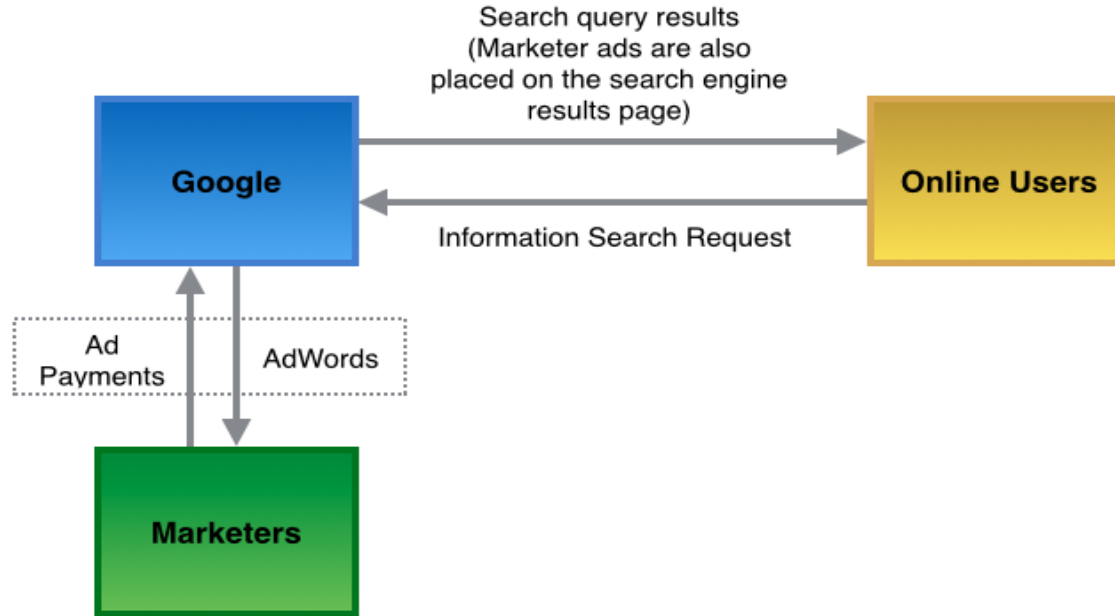 Search query results
(Marketer ads are also
placed on the search engine
results page)
Google
Online Users
Information Search Request
Ad
Payments
AdWords
Marketers